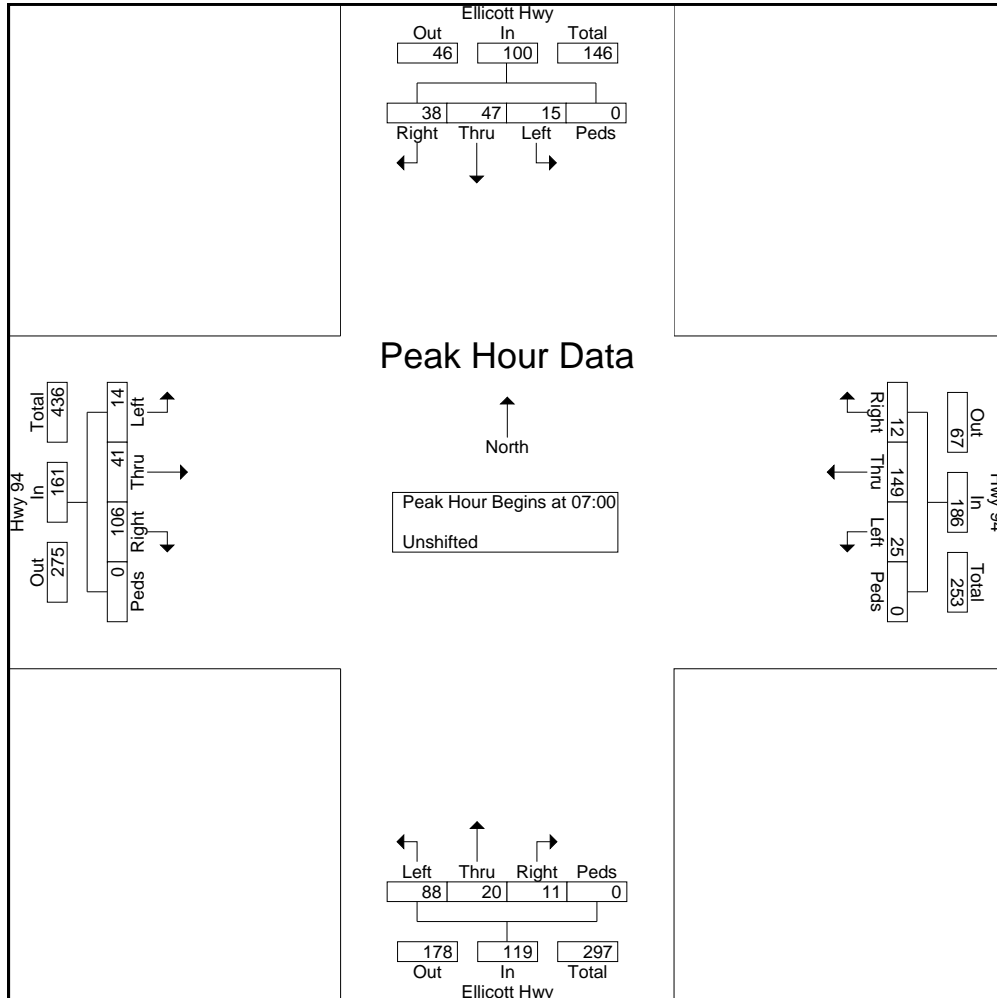 Ellicott Hwy
Out In Total
46 100 146
38 47 15 0
Right Thru Left Peds
Peak Hour Data
North
Peak Hour Begins at 07:00
Unshifted
Hwy 94
Total In Out
436 161 275
14 41 106 0
Left Thru Right Peds
Right Thru Left Peds
12 149 25 0
Out In Total
67 186 253
Hwy 94
Left Thru Right Peds
88 20 11 0
178 119 297
Out In Total
Ellicott Hwy